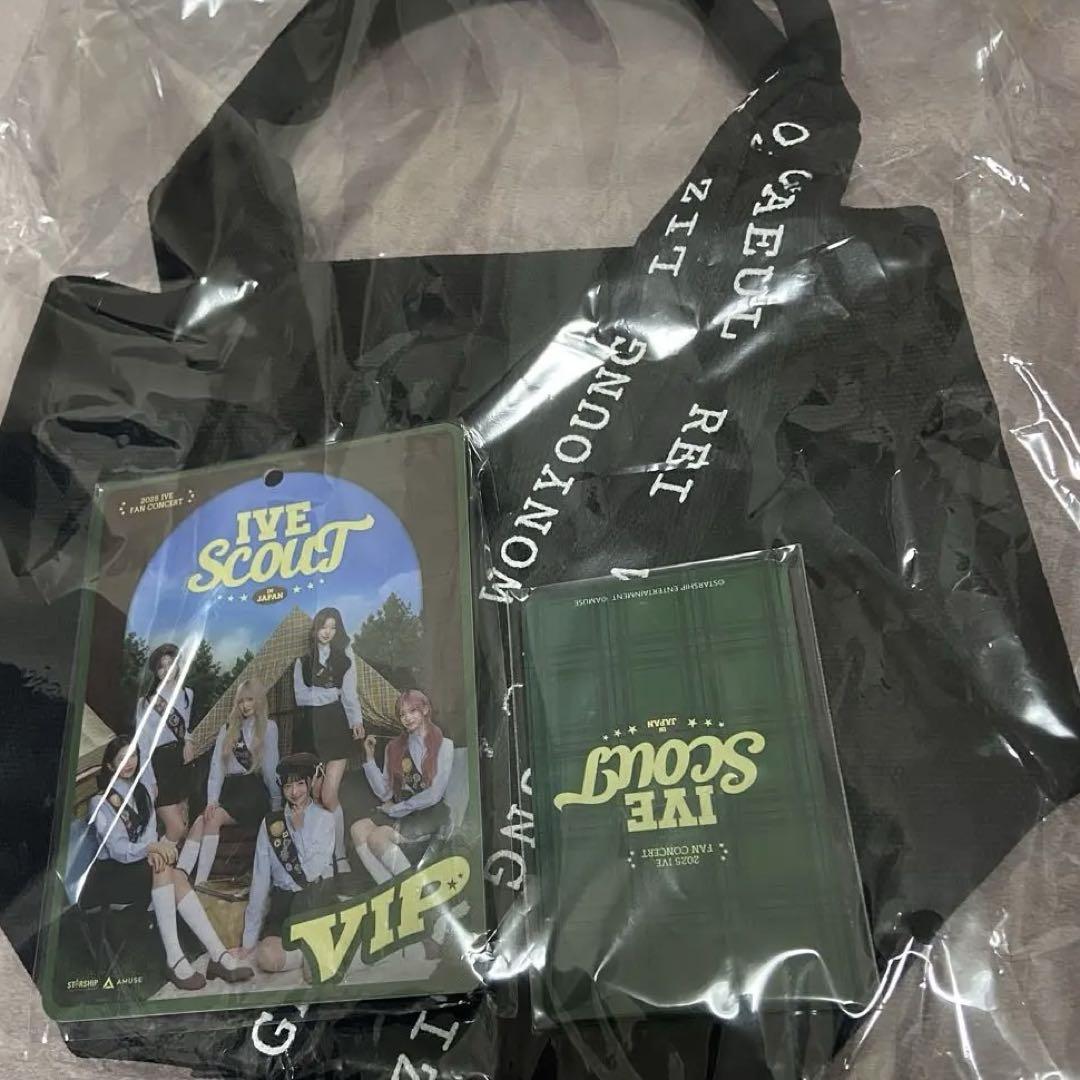 2025 IVE
FAN CONCERT
IVE
SCOUT
IN
JAPAN
VIP
STARSHIP
AMUSE
LIZ
GAEUL
WONYOUNG
REI
©STARSHIP ENTERTAINMENT ©AMUSE
2025 IVE
FAN CONCERT
IVE
SCOUT
IN
JAPAN